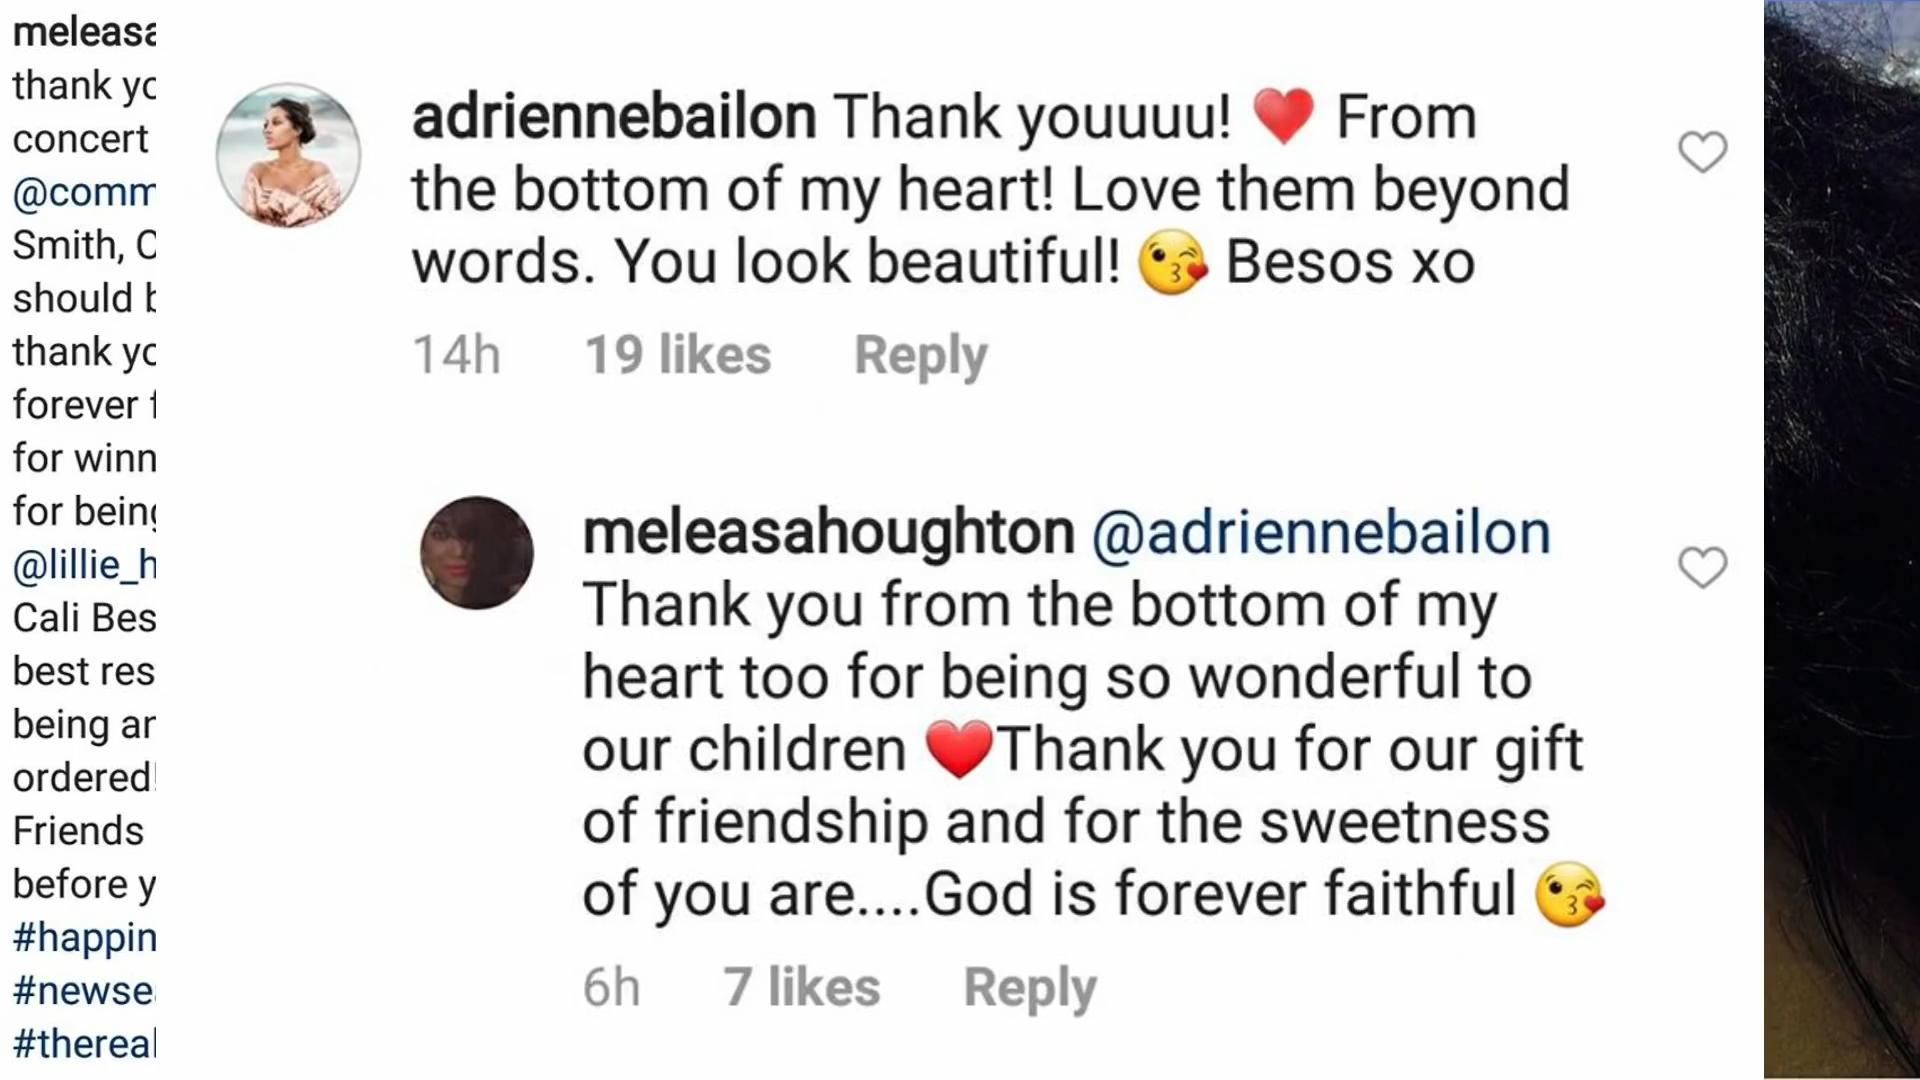 meleasa
thank yo
concert
@comm
Smith, C
should b
thank yo
forever f
for winn
for being
@lillie_h
Cali Bes
best res
being an
ordered!
Friends
before y
#happin
#newse
#thereal
adriennebailon Thank youuuu! ❤️ From
the bottom of my heart! Love them beyond
words. You look beautiful! 😘 Besos xo
14h 19 likes Reply
meleasahoughton @adriennebailon
Thank you from the bottom of my
heart too for being so wonderful to
our children ❤️Thank you for our gift
of friendship and for the sweetness
of you are....God is forever faithful 😘
6h 7 likes Reply